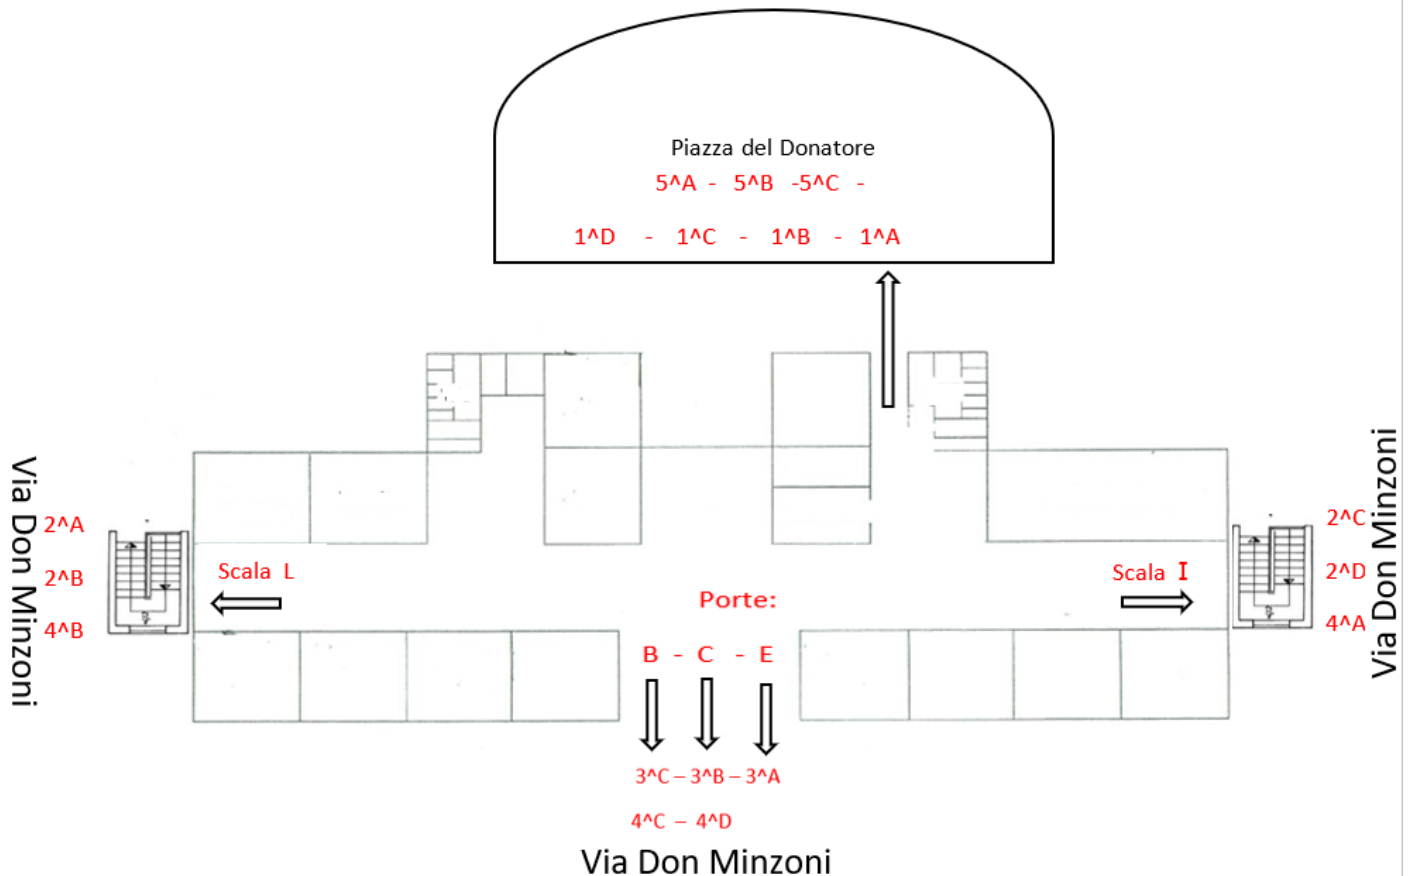 Piazza del Donatore
5^A - 5^B -5^C -
1^D - 1^C - 1^B - 1^A
Via Don Minzoni
2^A
2^B
4^B
Scala L
Porte:
B - C - E
Scala I
2^C
2^D
4^A
Via Don Minzoni
3^C – 3^B – 3^A
4^C – 4^D
Via Don Minzoni